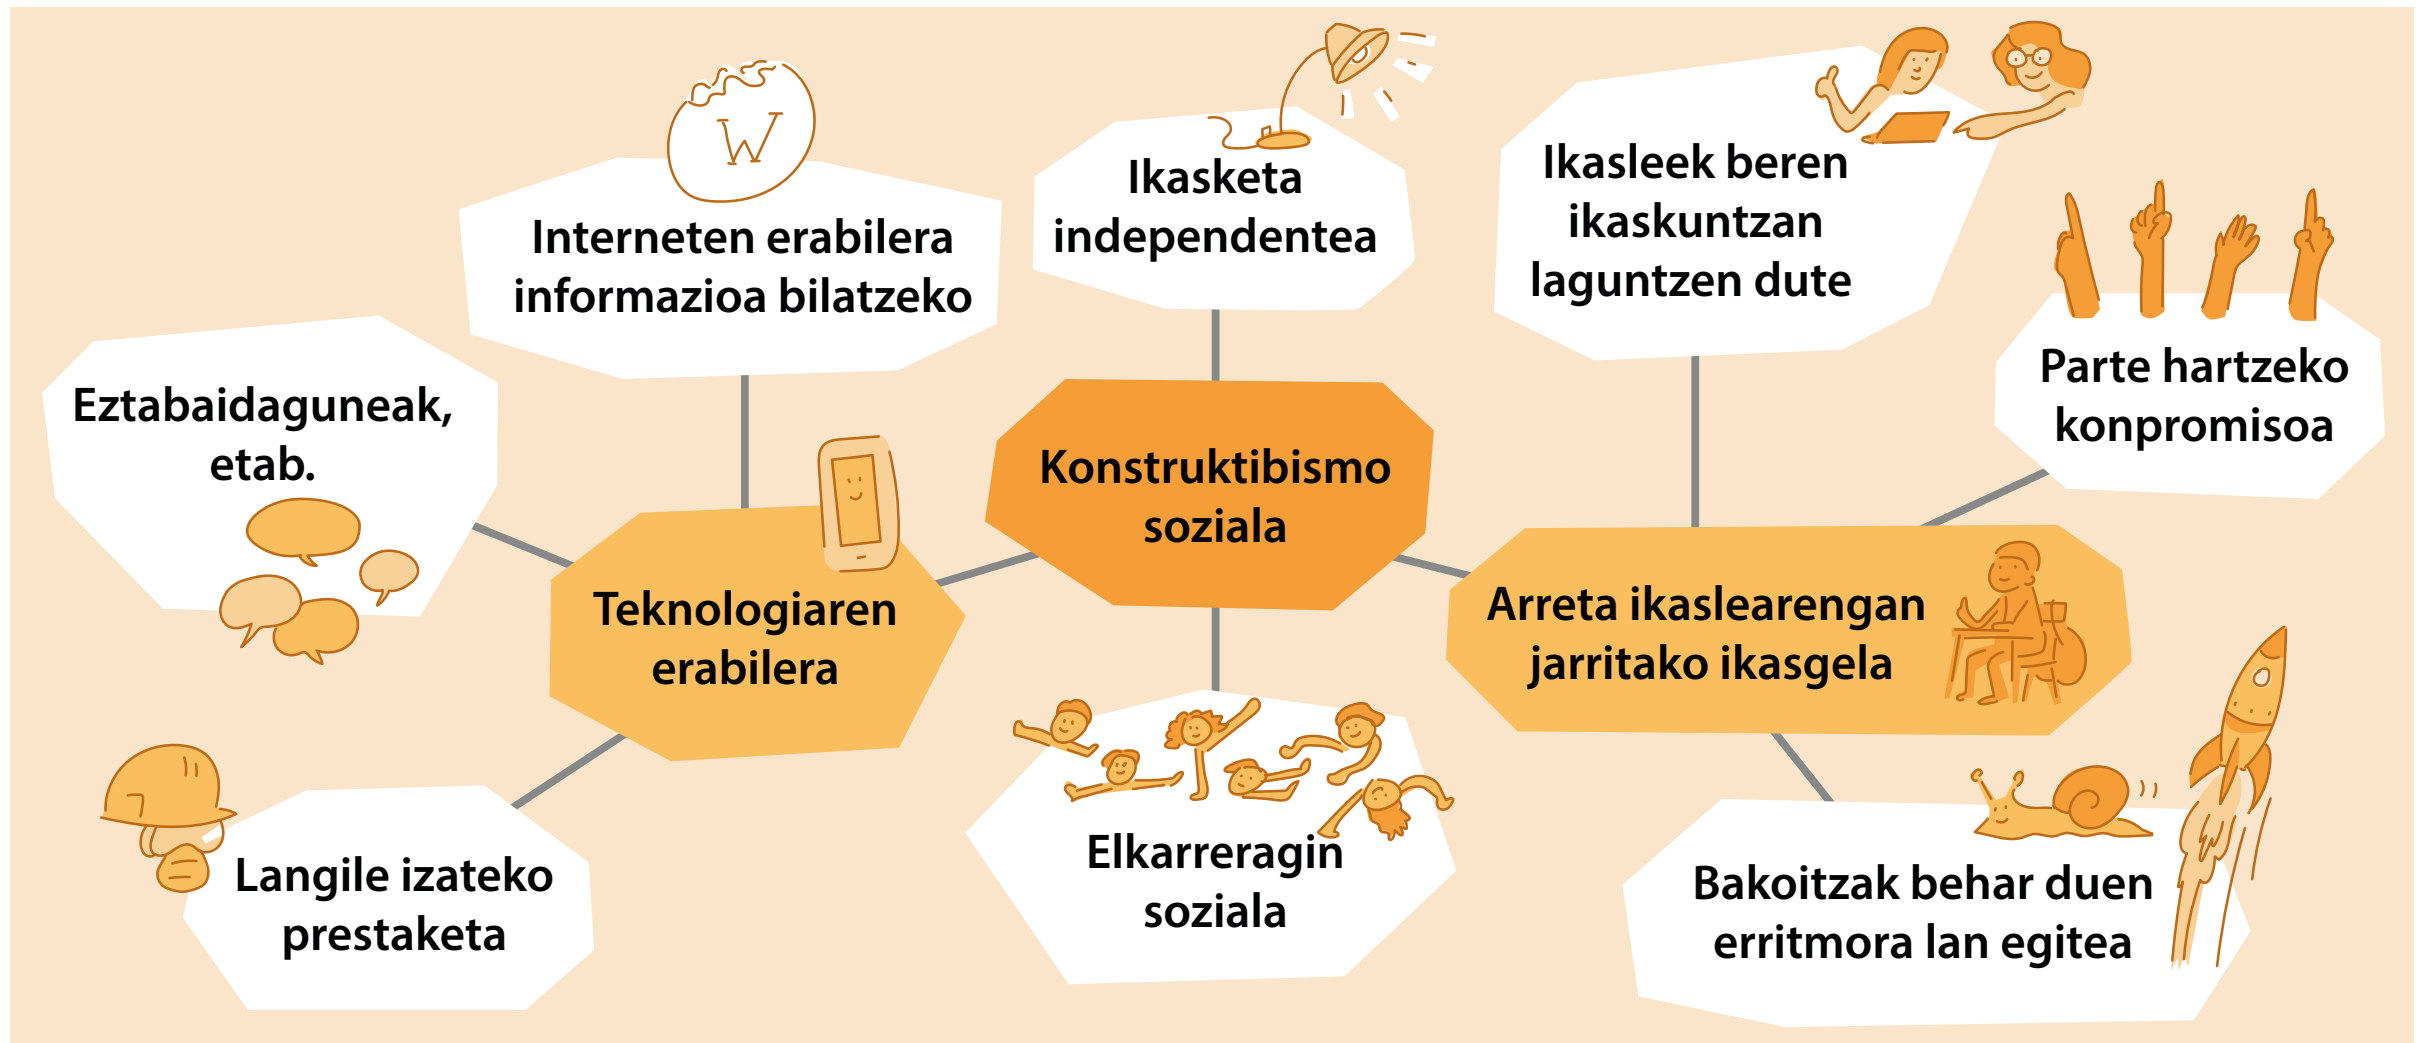 W
Interneten erabilera
informazioa bilatzeko
Ikasketa
independentea
Ikasleek beren
ikaskuntzan
laguntzen dute
Parte hartzeko
konpromisoa
Eztabaidaguneak,
etab.
Konstruktibismo
soziala
Teknologiaren
erabilera
Arreta ikaslearengan
jarritako ikasgela
Langile izateko
prestaketa
Elkarreragin
soziala
Bakoitzak behar duen
erritmora lan egitea